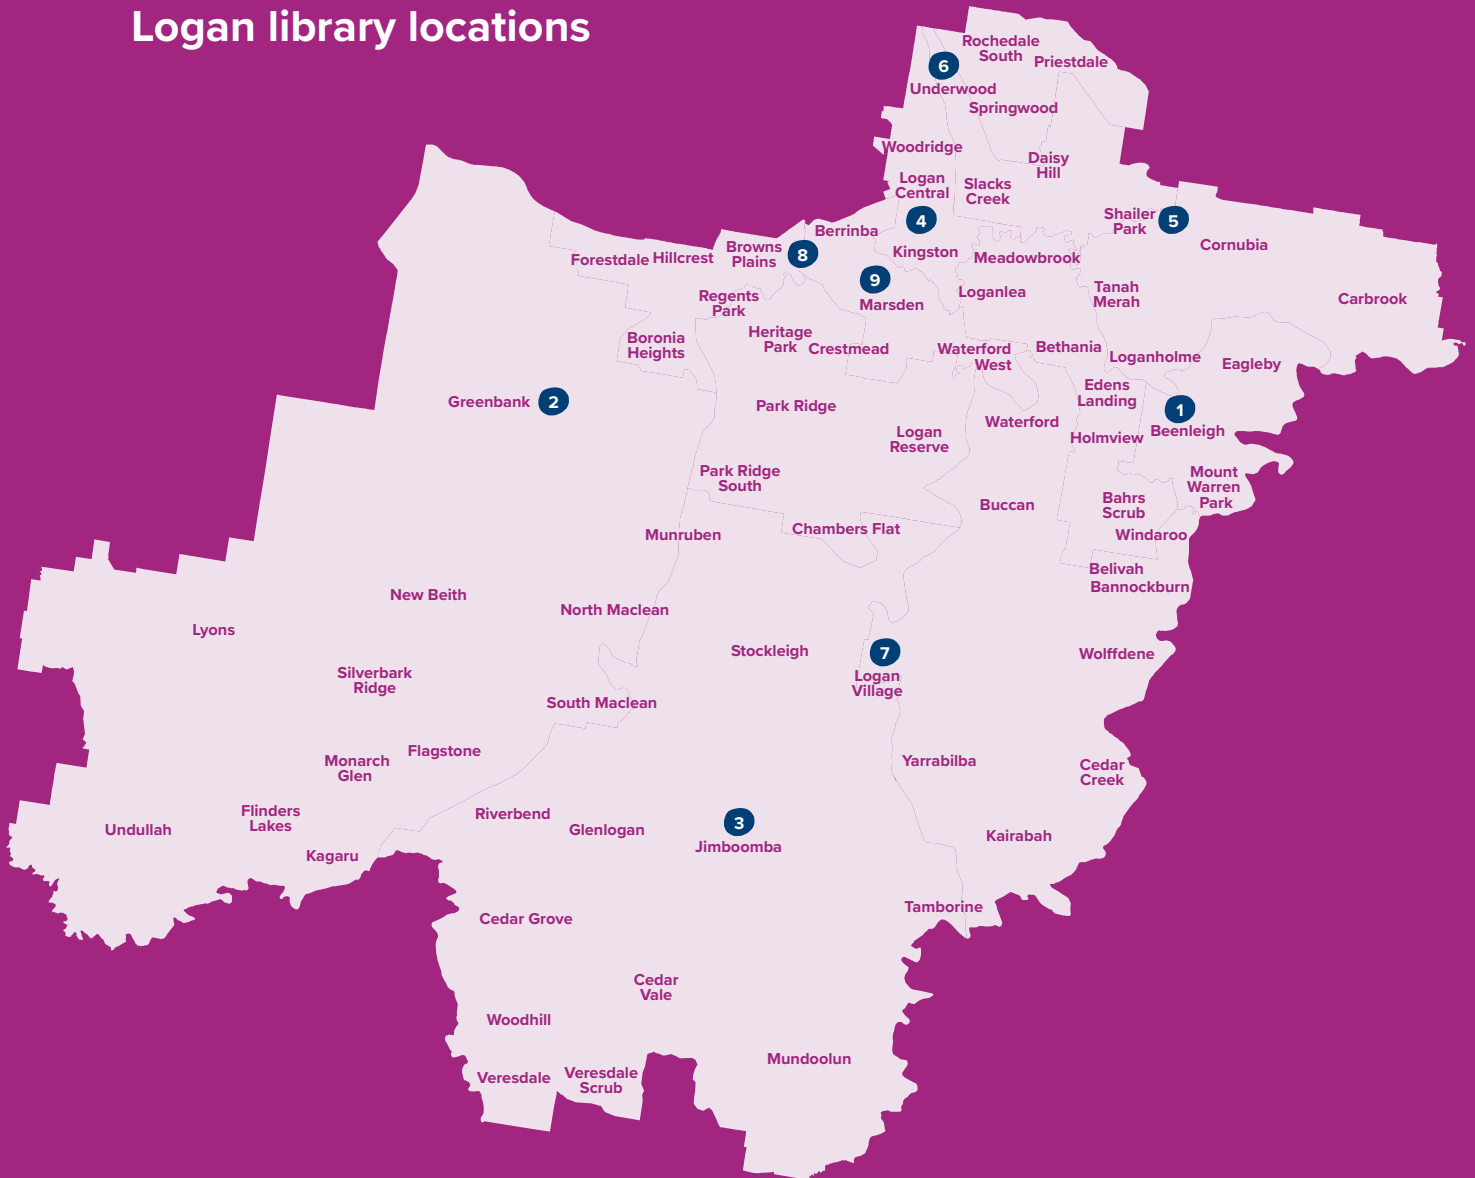 Logan library locations
Rochedale
South
Priestdale
6
Underwood
Springwood
Woodridge
Daisy
Hill
Logan
Central
Slacks
Creek
4
Shailer
Park
5
Berrinba
Cornubia
Browns
Plains
8
Kingston
Forestdale
Hillcrest
Meadowbrook
9
Marsden
Loganlea
Tanah
Merah
Carbrook
Regents
Park
Boronia
Heights
Heritage
Park
Crestmead
Waterford
West
Bethania
Loganholme
Eagleby
Greenbank
2
Park Ridge
Edens
Landing
1
Beenleigh
Waterford
Logan
Reserve
Holmview
Park Ridge
South
Mount
Warren
Park
Buccan
Bahrs
Scrub
Munruben
Chambers Flat
Windaroo
Belivah
Bannockburn
New Beith
North Maclean
Lyons
Stockleigh
7
Logan
Village
Wolffdene
Silverbark
Ridge
South Maclean
Flagstone
Monarch
Glen
Yarrabilba
Cedar
Creek
Flinders
Lakes
Undullah
Riverbend
Glenlogan
3
Jimboomba
Kairabah
Kagaru
Cedar Grove
Tamborine
Cedar
Vale
Woodhill
Mundoolun
Veresdale
Veresdale
Scrub